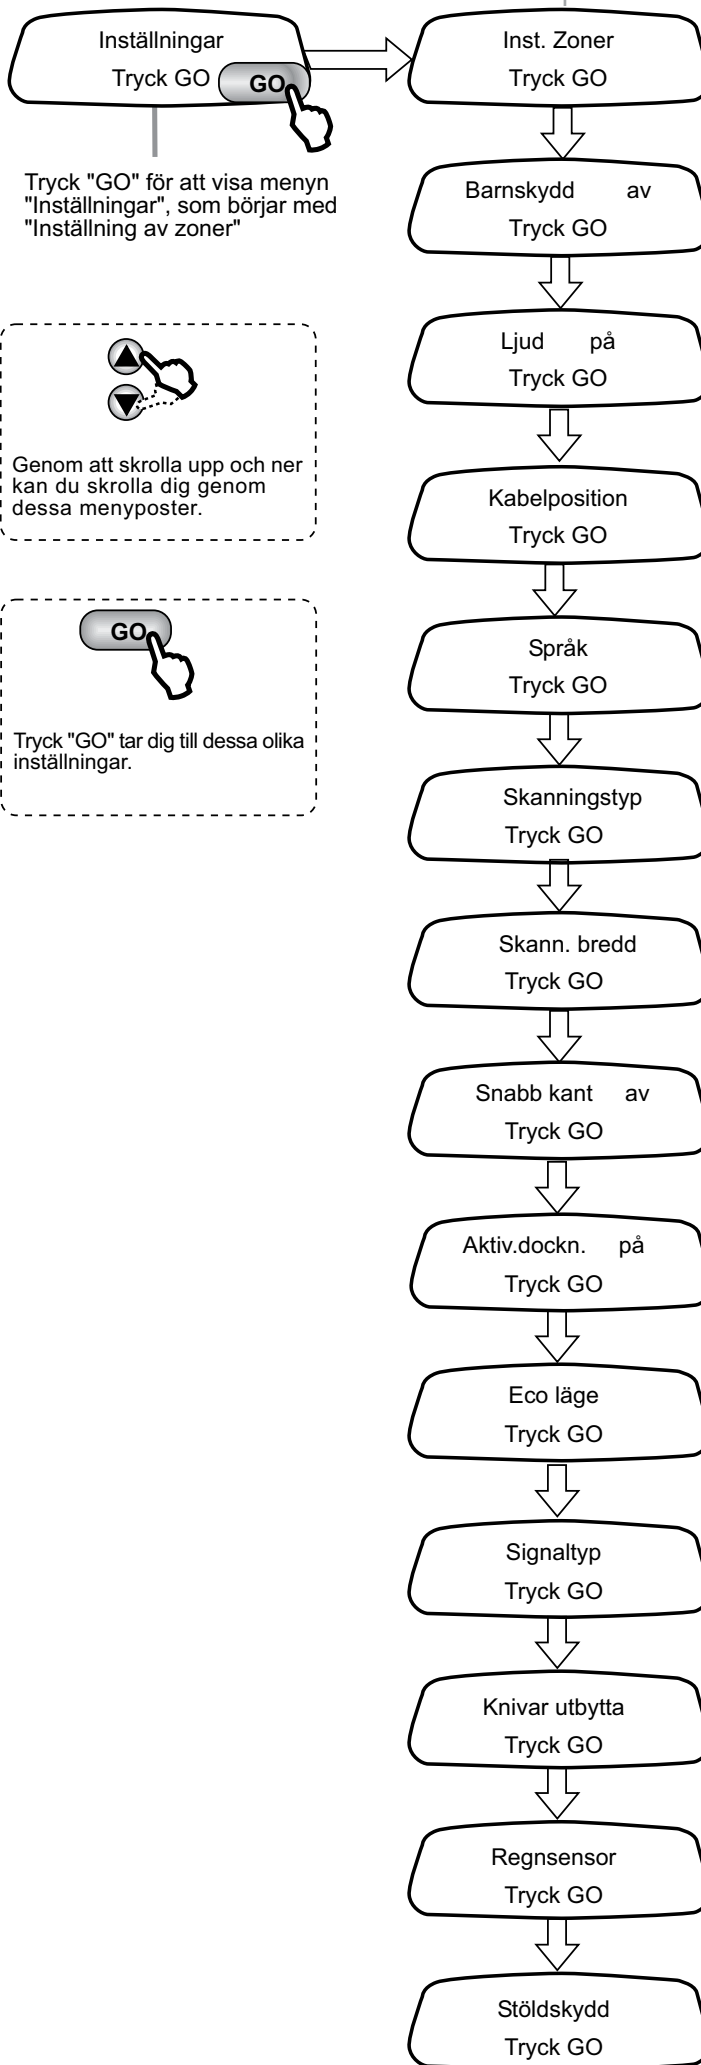 Inställningar
Tryck GO
GO
Tryck "GO" för att visa menyn
"Inställningar", som börjar med
"Inställning av zoner"
Genom att skrolla upp och ner
kan du skrolla dig genom
dessa menyposter.
GO
Tryck "GO" tar dig till dessa olika
inställningar.
Inst. Zoner
Tryck GO
Barnskydd av
Tryck GO
Ljud på
Tryck GO
Kabelposition
Tryck GO
Språk
Tryck GO
Skanningstyp
Tryck GO
Skann. bredd
Tryck GO
Snabb kant av
Tryck GO
Aktiv.dockn. på
Tryck GO
Eco läge
Tryck GO
Signaltyp
Tryck GO
Knivar utbytta
Tryck GO
Regnsensor
Tryck GO
Stöldskydd
Tryck GO